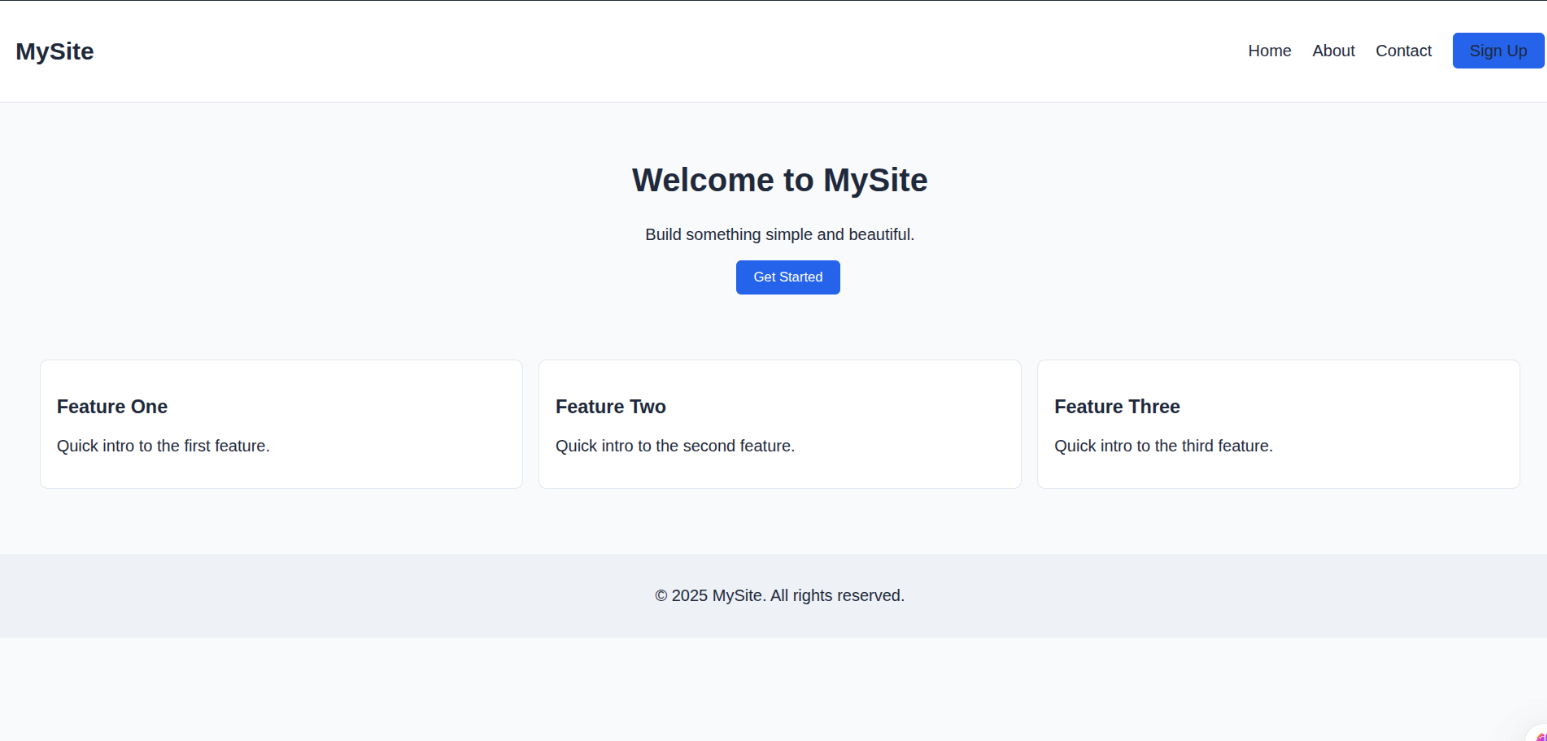 MySite
Home About Contact Sign Up
Welcome to MySite
Build something simple and beautiful.
Get Started
Feature One
Quick intro to the first feature.
Feature Two
Quick intro to the second feature.
Feature Three
Quick intro to the third feature.
© 2025 MySite. All rights reserved.